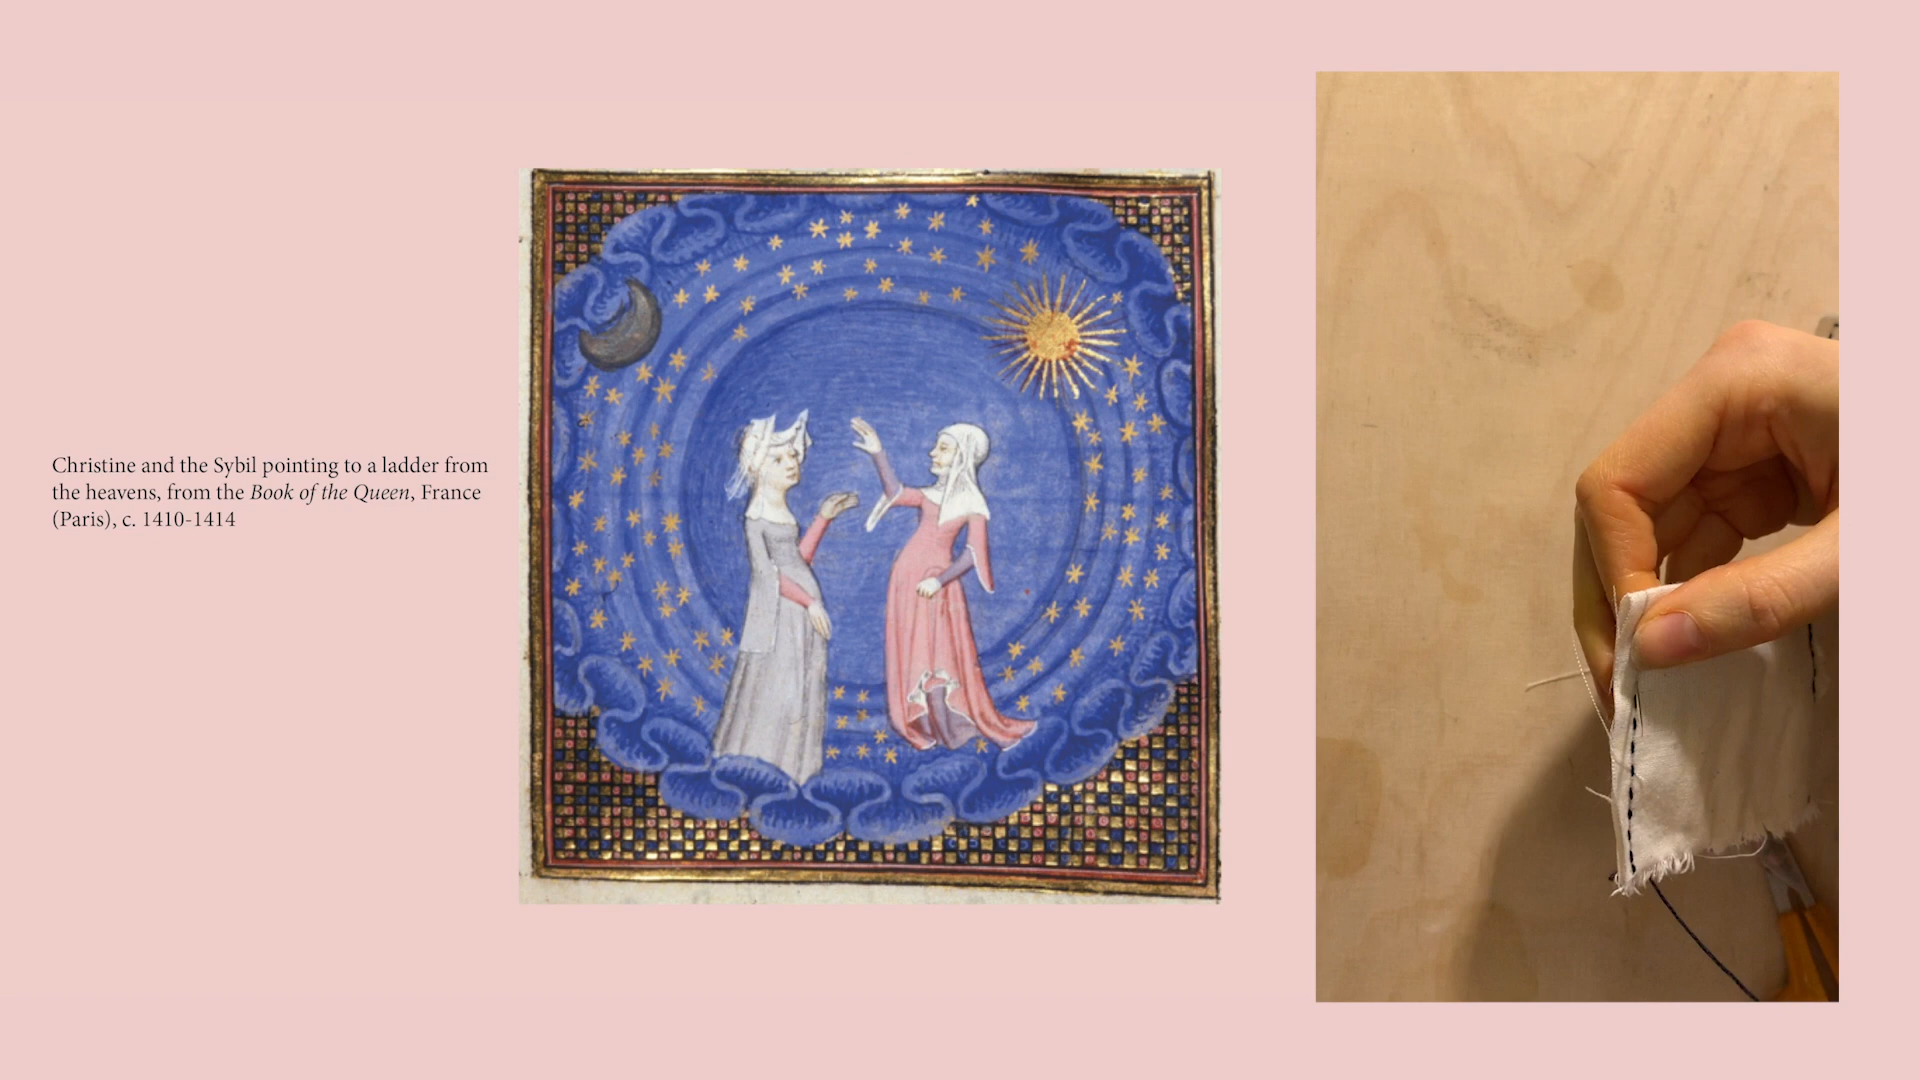 Christine and the Sybil pointing to a ladder from
the heavens, from the Book of the Queen, France
(Paris), c. 1410-1414